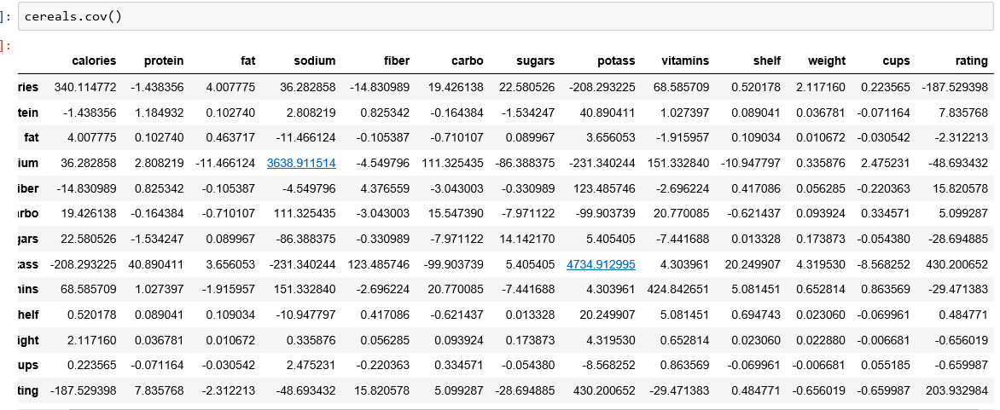 ]: cereals.cov()
]:
calories protein fat sodium fiber carbo sugars potass vitamins shelf weight cups rating
ries 340.114772 -1.438356 4.007775 36.282858 -14.830989 19.426138 22.580526 -208.293225 68.585709 0.520178 2.117160 0.223565 -187.529398
tein -1.438356 1.184932 0.102740 2.808219 0.825342 -0.164384 -1.534247 40.890411 1.027397 0.089041 0.036781 -0.071164 7.835768
fat 4.007775 0.102740 0.463717 -11.466124 -0.105387 -0.710107 0.089967 3.656053 -1.915957 0.109034 0.010672 -0.030542 -2.312213
ium 36.282858 2.808219 -11.466124 3638.911514 -4.549796 111.325435 -86.388375 -231.340244 151.332840 -10.947797 0.335876 2.475231 -48.693432
iber -14.830989 0.825342 -0.105387 -4.549796 4.376559 -3.043003 -0.330989 123.485746 -2.696224 0.417086 0.056285 -0.220363 15.820578
arbo 19.426138 -0.164384 -0.710107 111.325435 -3.043003 15.547390 -7.971122 -99.903739 20.770085 -0.621437 0.093924 0.334571 5.099287
gars 22.580526 -1.534247 0.089967 -86.388375 -0.330989 -7.971122 14.142170 5.405405 -7.441688 0.013328 0.173873 -0.054380 -28.694885
tass -208.293225 40.890411 3.656053 -231.340244 123.485746 -99.903739 5.405405 4734.912995 4.303961 20.249907 4.319530 -8.568252 430.200652
nins 68.585709 1.027397 -1.915957 151.332840 -2.696224 20.770085 -7.441688 4.303961 424.842651 5.081451 0.652814 0.863569 -29.471383
helf 0.520178 0.089041 0.109034 -10.947797 0.417086 -0.621437 0.013328 20.249907 5.081451 0.694743 0.023060 -0.069961 0.484771
ight 2.117160 0.036781 0.010672 0.335876 0.056285 0.093924 0.173873 4.319530 0.652814 0.023060 0.022880 -0.006681 -0.656019
ups 0.223565 -0.071164 -0.030542 2.475231 -0.220363 0.334571 -0.054380 -8.568252 0.863569 -0.069961 -0.006681 0.055185 -0.659987
ting -187.529398 7.835768 -2.312213 -48.693432 15.820578 5.099287 -28.694885 430.200652 -29.471383 0.484771 -0.656019 -0.659987 203.932984